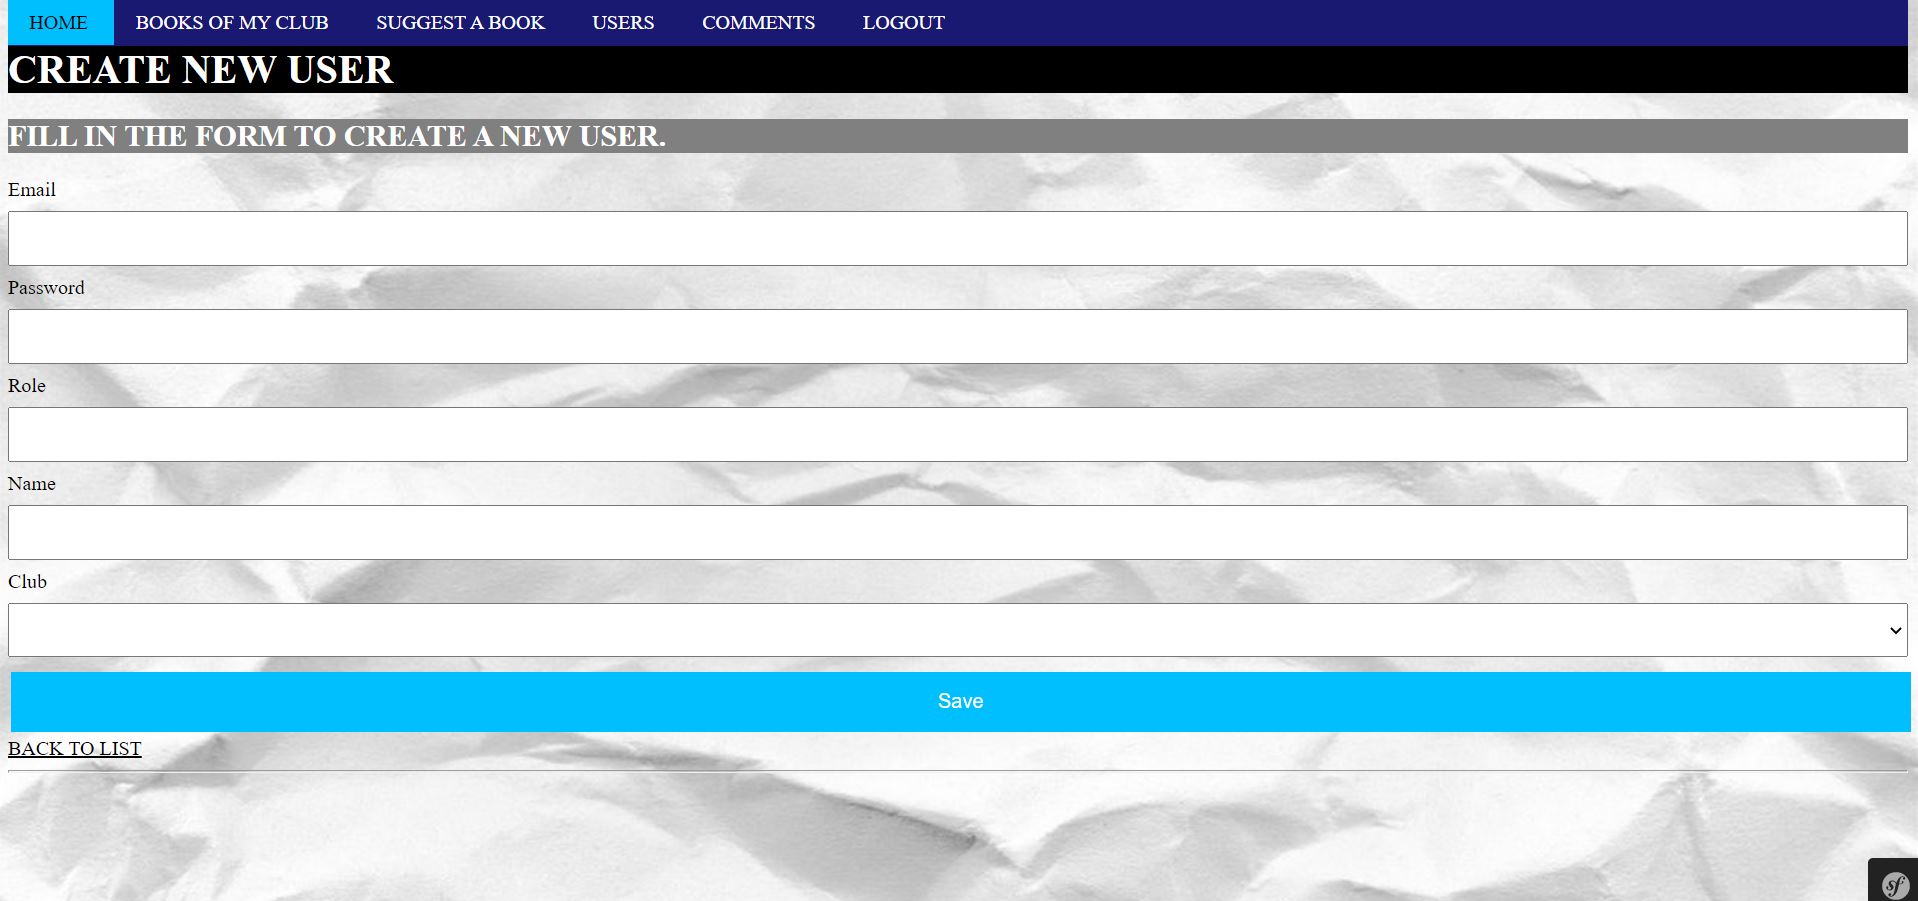 HOME BOOKS OF MY CLUB SUGGEST A BOOK USERS COMMENTS LOGOUT
CREATE NEW USER
FILL IN THE FORM TO CREATE A NEW USER.
Email
Password
Role
Name
Club
Save
BACK TO LIST
sf